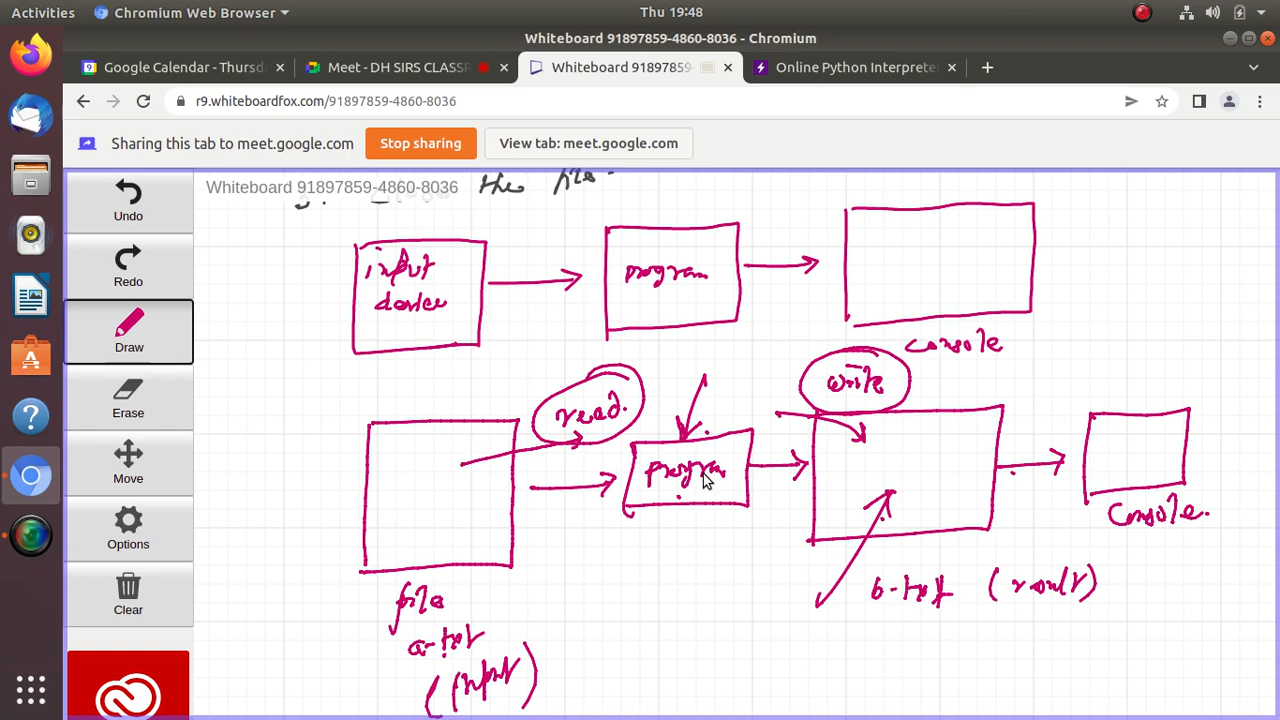 Activities
Chromium Web Browser
Thu 19:48
Whiteboard 91897859-4860-8036 - Chromium
Google Calendar - Thursda
Meet - DH SIRS CLASSR
Whiteboard 91897859-
Online Python Interprete
r9.whiteboardfox.com/91897859-4860-8036
Sharing this tab to meet.google.com
Stop sharing
View tab: meet.google.com
Whiteboard 91897859-4860-8036
the
Undo
Redo
Draw
Erase
Move
Options
Clear
input
device
program
console
read.
write
program
console.
file
a-txt
(input)
b-txt (result)